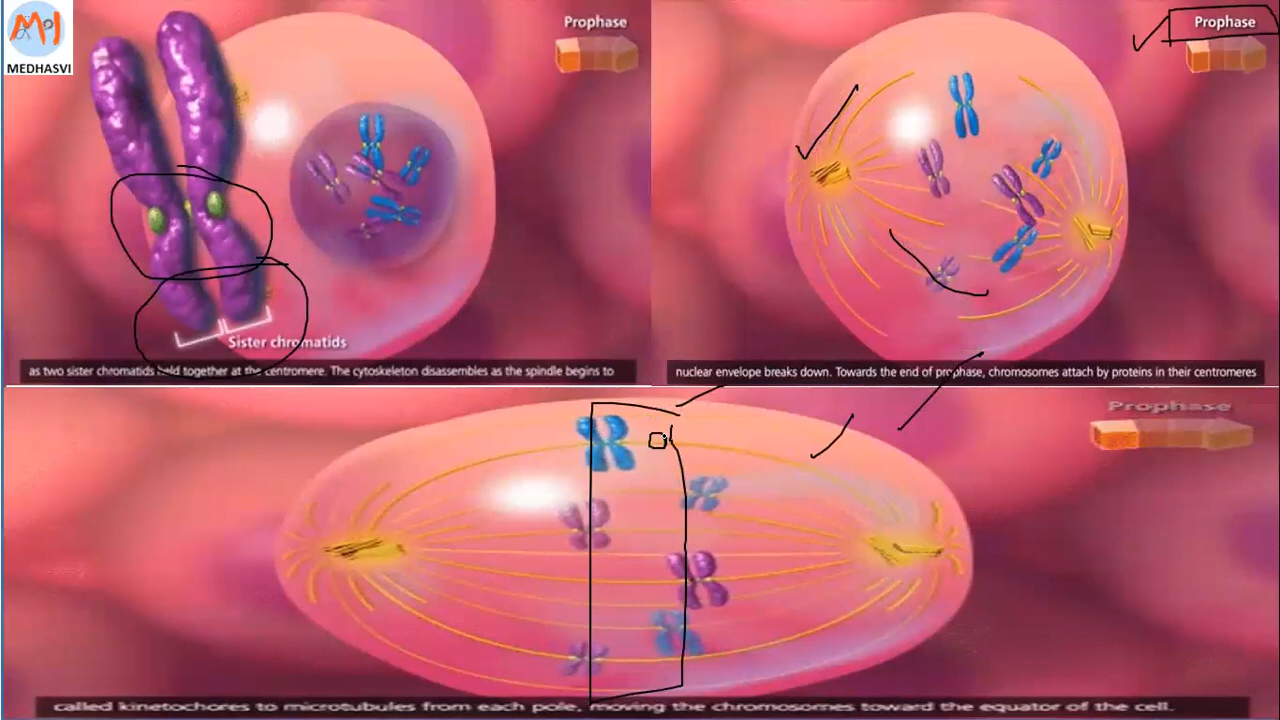 MI
MEDHASVI
Prophase
Sister chromatids
as two sister chromatids held together at the centromere. The cytoskeleton disassembles as the spindle begins to
Prophase
nuclear envelope breaks down. Towards the end of prophase, chromosomes attach by proteins in their centromeres
Prophase
called kinetochores to microtubules from each pole, moving the chromosomes toward the equator of the cell.